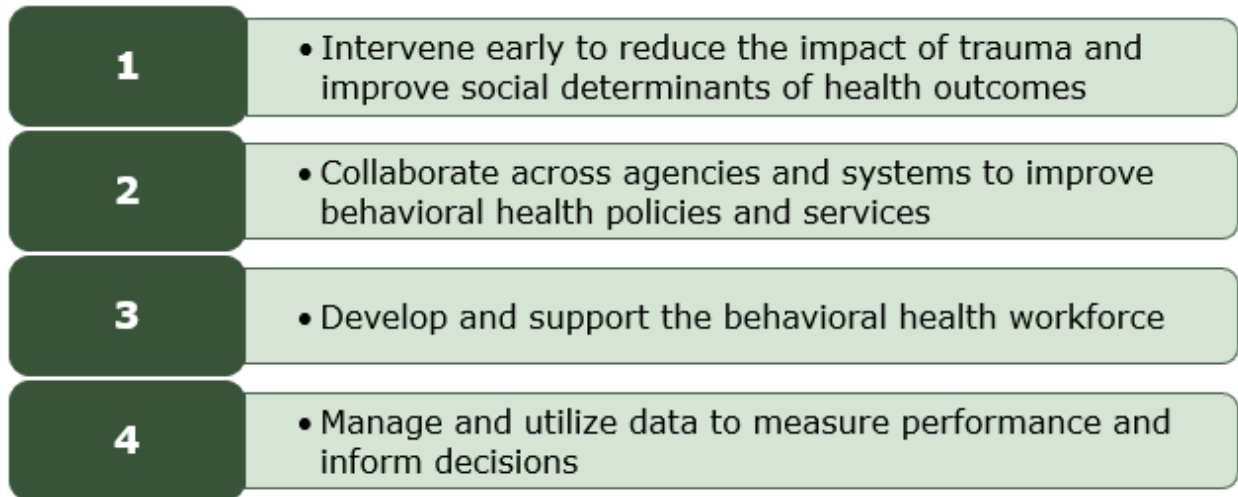 1
• Intervene early to reduce the impact of trauma and
improve social determinants of health outcomes
2
• Collaborate across agencies and systems to improve
behavioral health policies and services
3
• Develop and support the behavioral health workforce
4
• Manage and utilize data to measure performance and
inform decisions